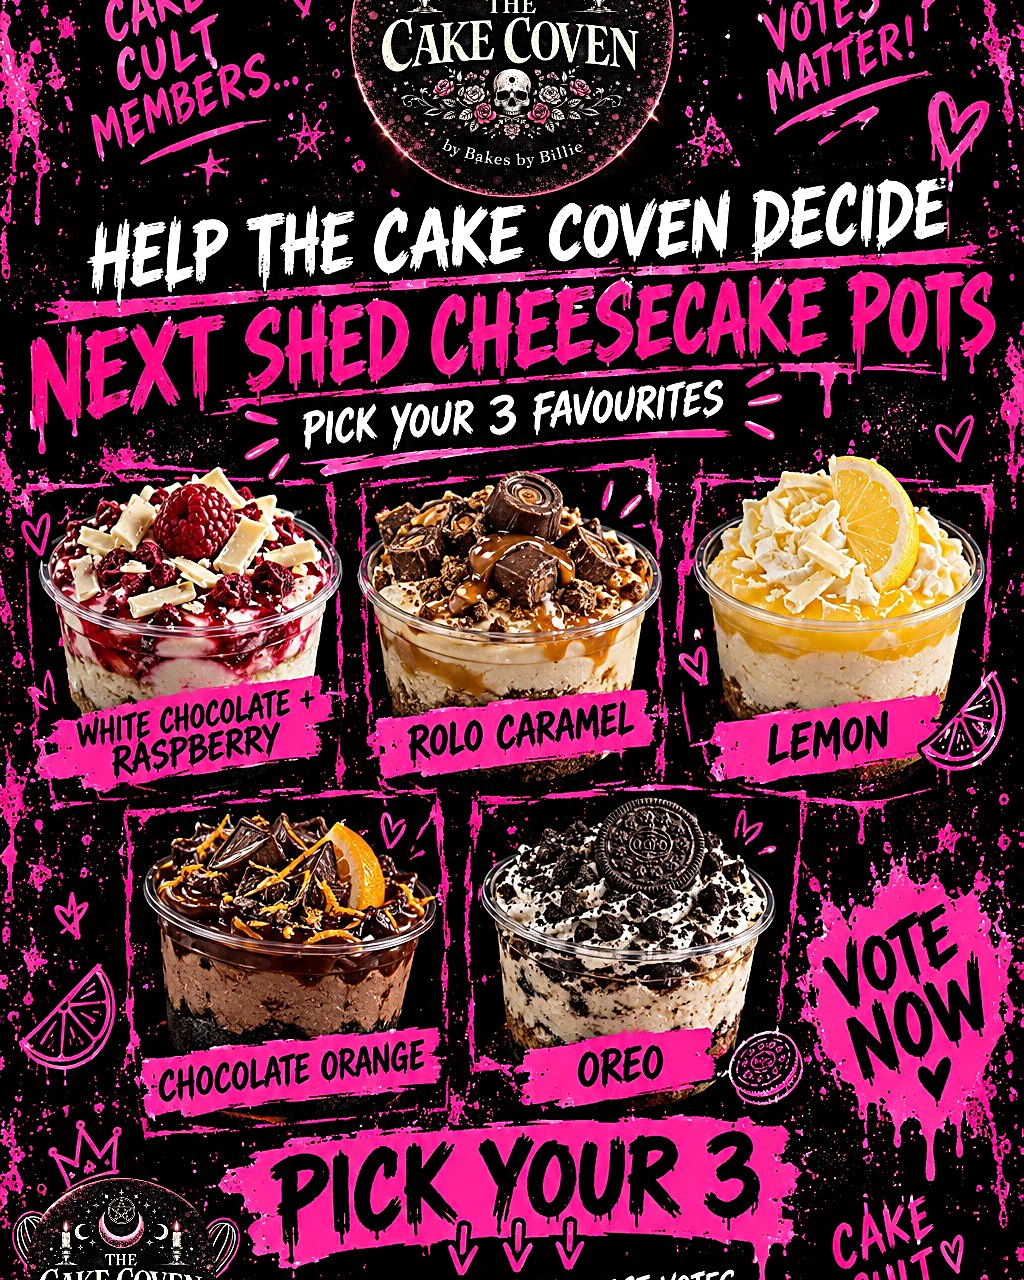 CAKE
CULT
MEMBERS...
THE
CAKE COVEN
by Bakes by Billie
VOTES
MATTER!
HELP THE CAKE COVEN DECIDE
NEXT SHED CHEESECAKE POTS
PICK YOUR 3 FAVOURITES
WHITE CHOCOLATE +
RASPBERRY
ROLO CARAMEL
LEMON
CHOCOLATE ORANGE
OREO
VOTE
NOW
PICK YOUR 3
THE
CAKE COVEN
VOTES
CAKE
CULT